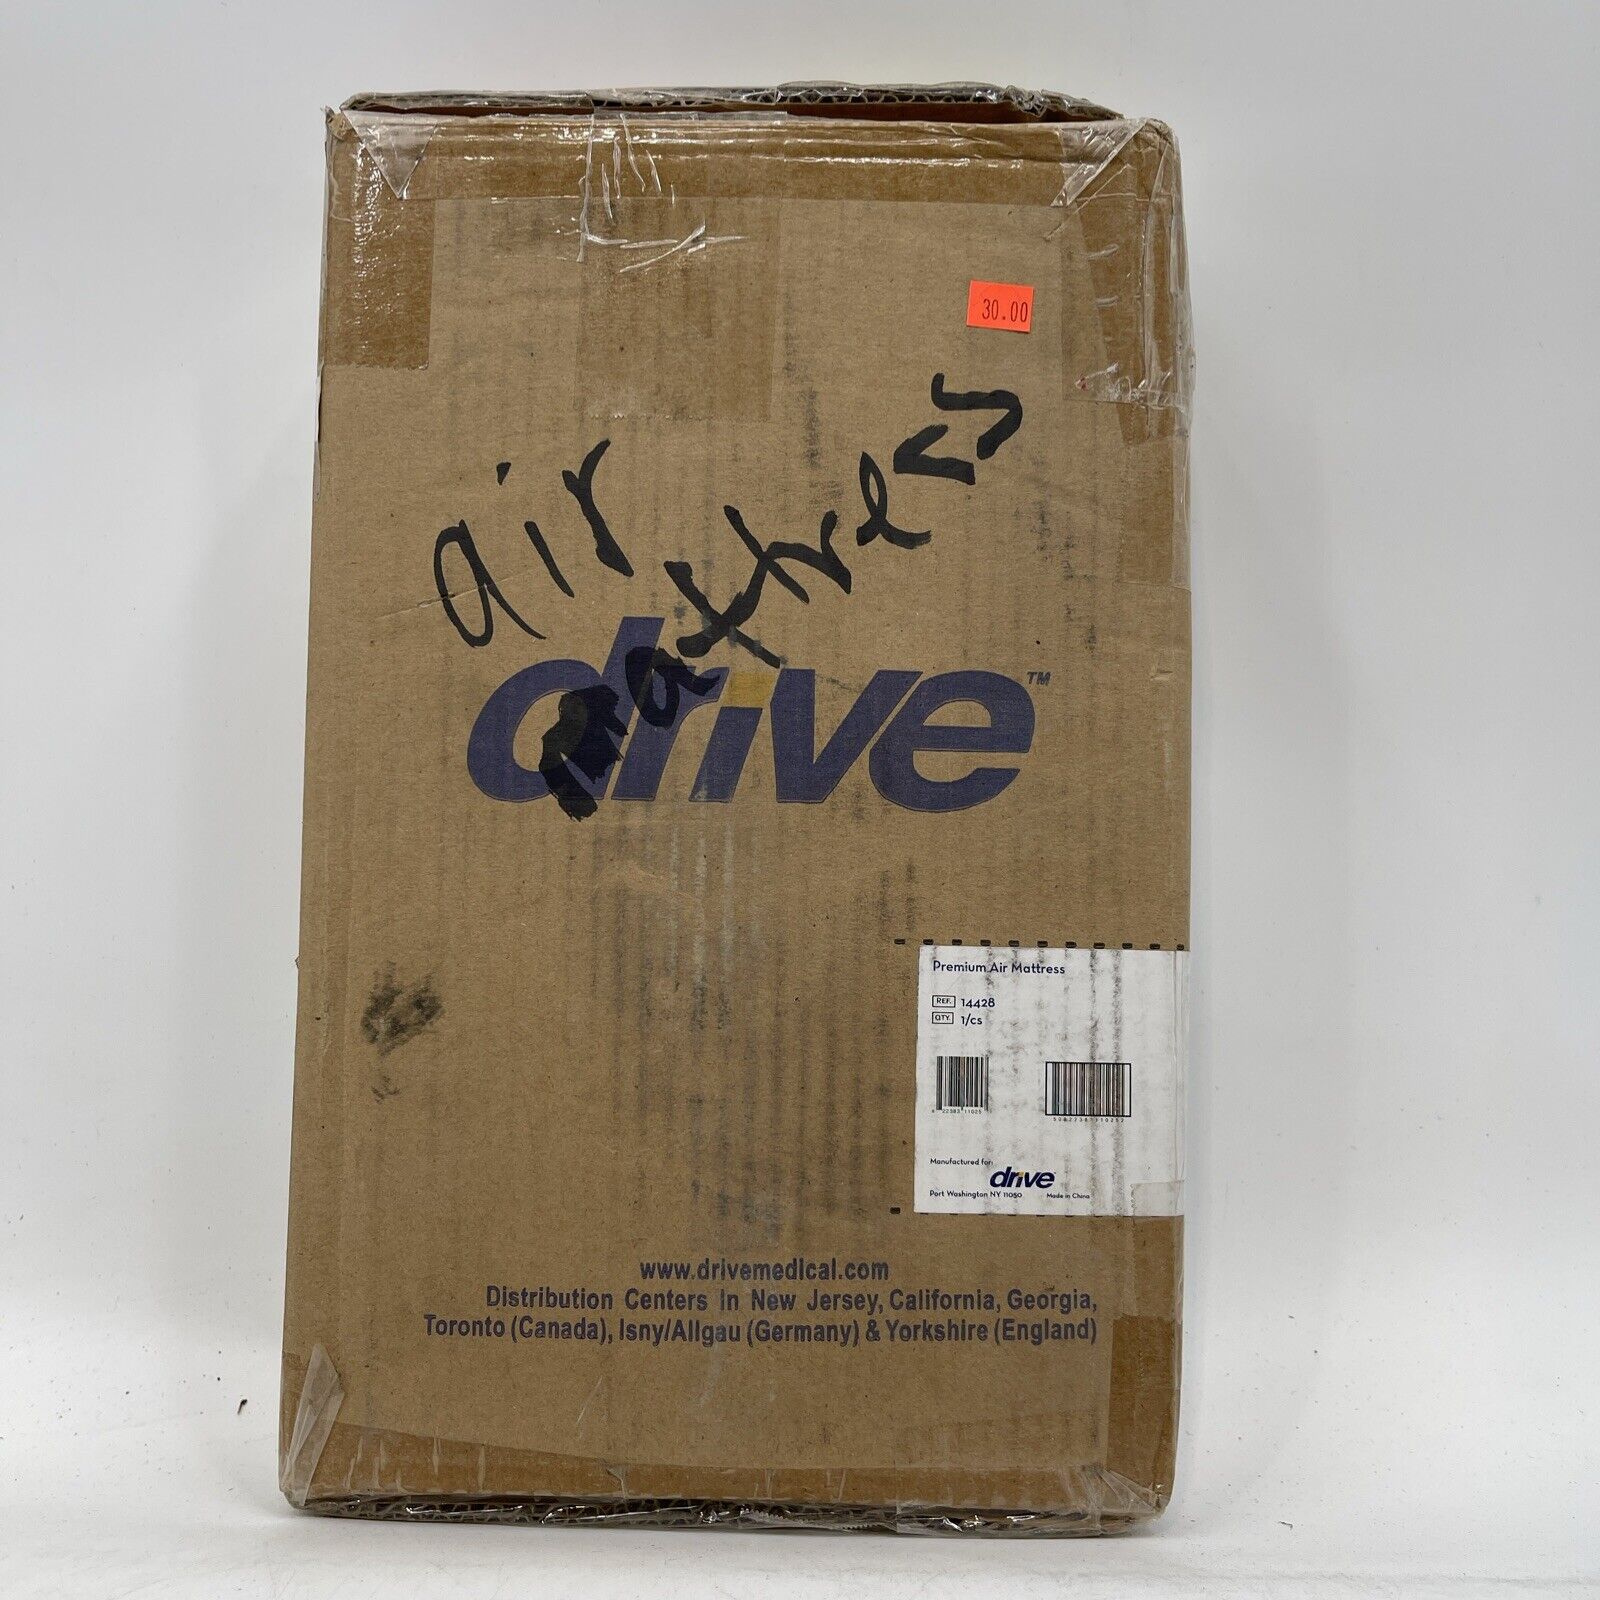 30.00
air
mattress
drive™
Premium Air Mattress
REF. 14428
QTY. 1/cs
Manufactured for:
drive
Port Washington NY 11050 Made in China
www.drivemedical.com
Distribution Centers in New Jersey, California, Georgia,
Toronto (Canada), Isny/Allgau (Germany) & Yorkshire (England)